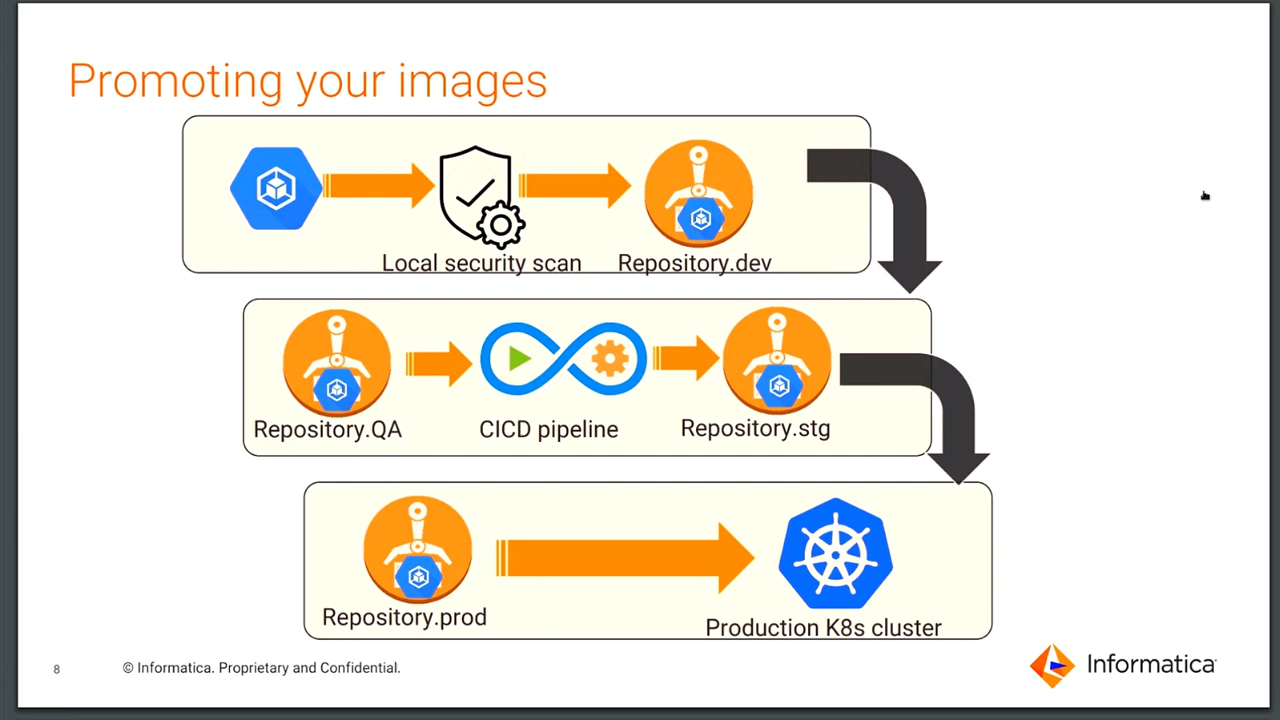 Promoting your images
Local security scan
Repository.dev
Repository.QA
CICD pipeline
Repository.stg
Repository.prod
Production K8s cluster
8
© Informatica. Proprietary and Confidential.
Informatica